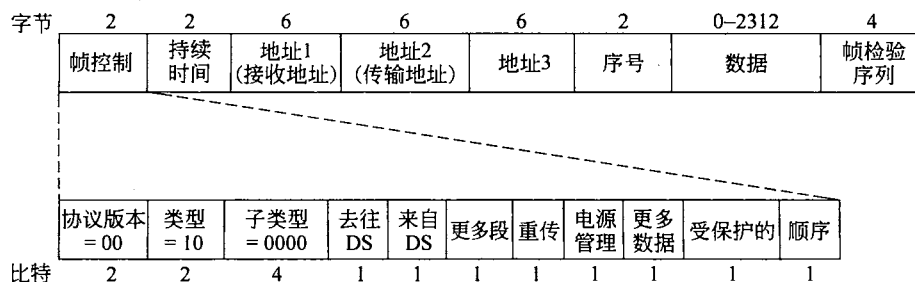 字节 2 2 6 6 6 2 0–2312 4
帧控制 持续时间 地址1(接收地址) 地址2(传输地址) 地址3 序号 数据 帧检验序列
协议版本=00 类型=10 子类型=0000 去往DS 来自DS 更多段 重传 电源管理 更多数据 受保护的 顺序
比特 2 2 4 1 1 1 1 1 1 1 1